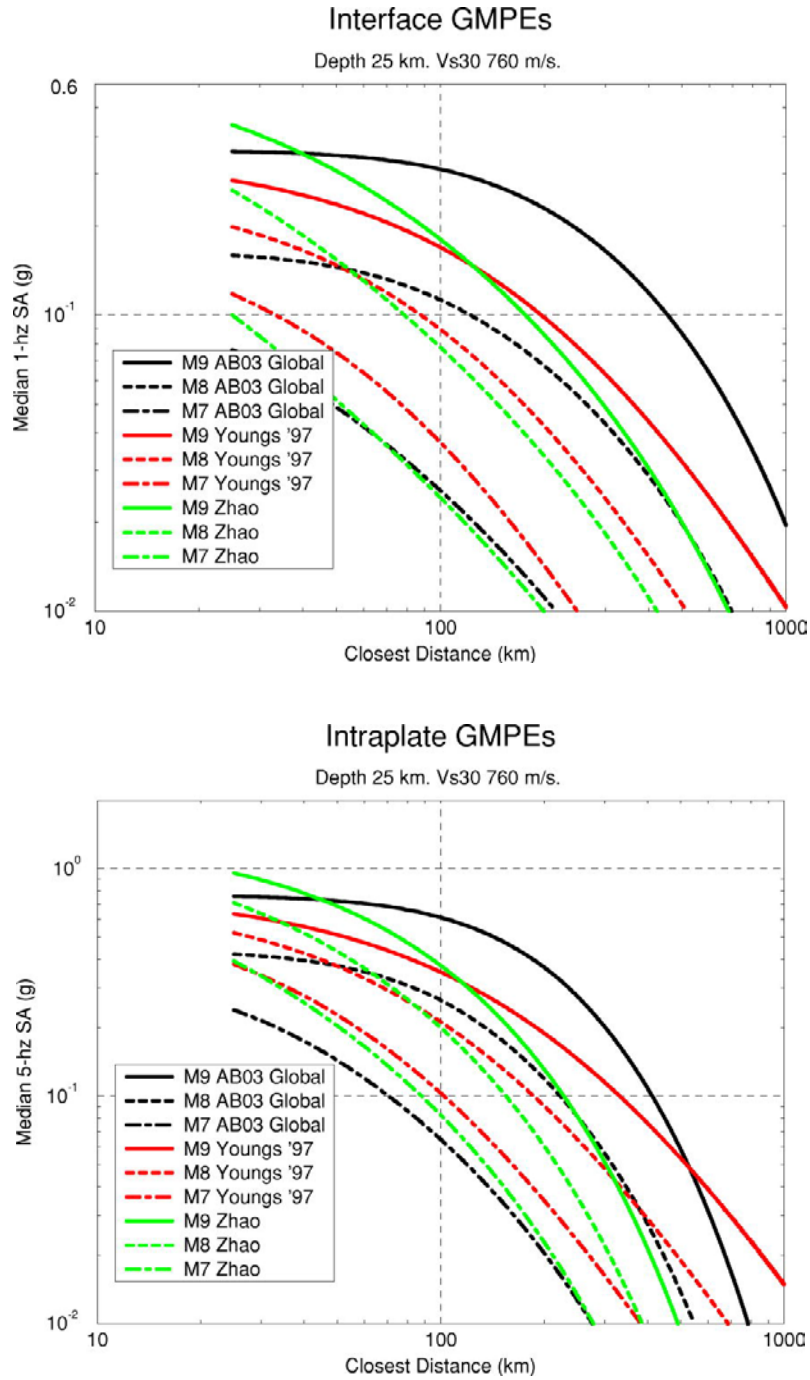 Interface GMPEs
Depth 25 km. Vs30 760 m/s.
0.6
Median 1-hz SA (g)
10-1
M9 AB03 Global
M8 AB03 Global
M7 AB03 Global
M9 Youngs '97
M8 Youngs '97
M7 Youngs '97
M9 Zhao
M8 Zhao
M7 Zhao
10-2
10 100 1000
Closest Distance (km)
Intraplate GMPEs
Depth 25 km. Vs30 760 m/s.
100
Median 5-hz SA (g)
10-1
M9 AB03 Global
M8 AB03 Global
M7 AB03 Global
M9 Youngs '97
M8 Youngs '97
M7 Youngs '97
M9 Zhao
M8 Zhao
M7 Zhao
10-2
10 100 1000
Closest Distance (km)